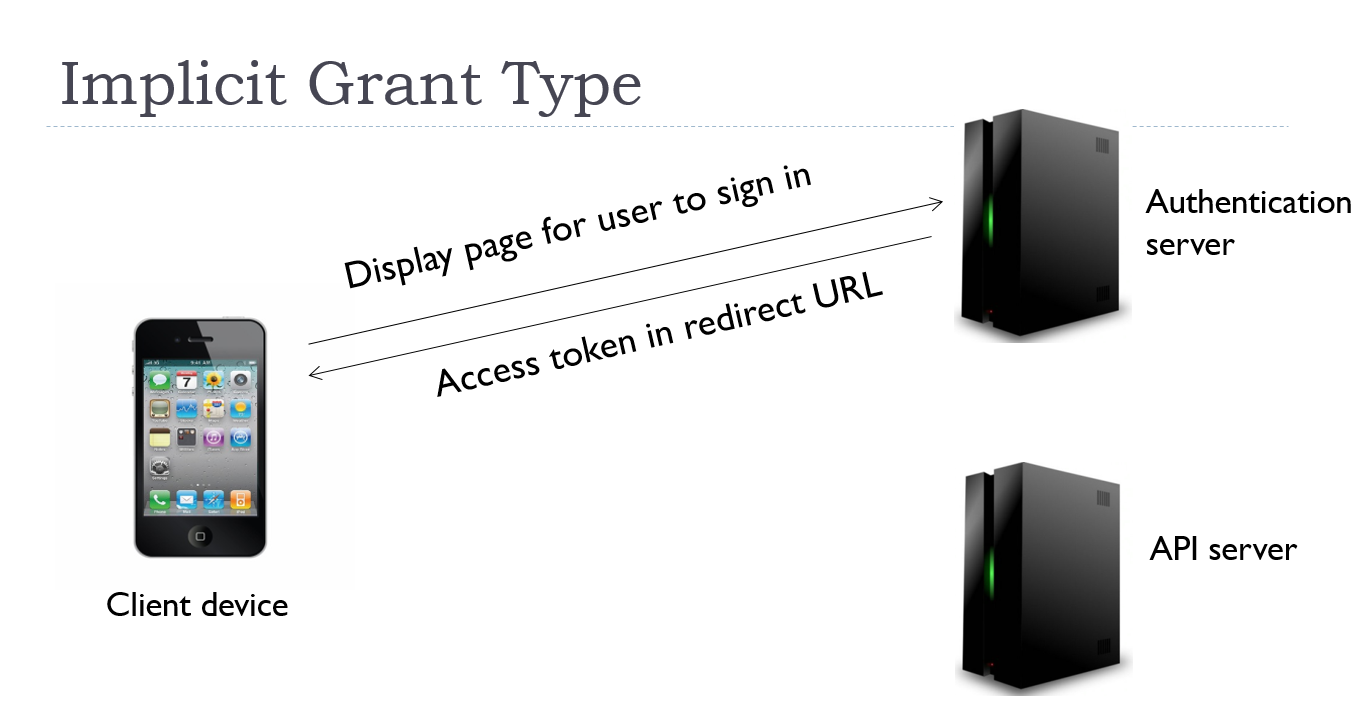 Implicit Grant Type
Display page for user to sign in
Authentication
server
Access token in redirect URL
API server
Client device